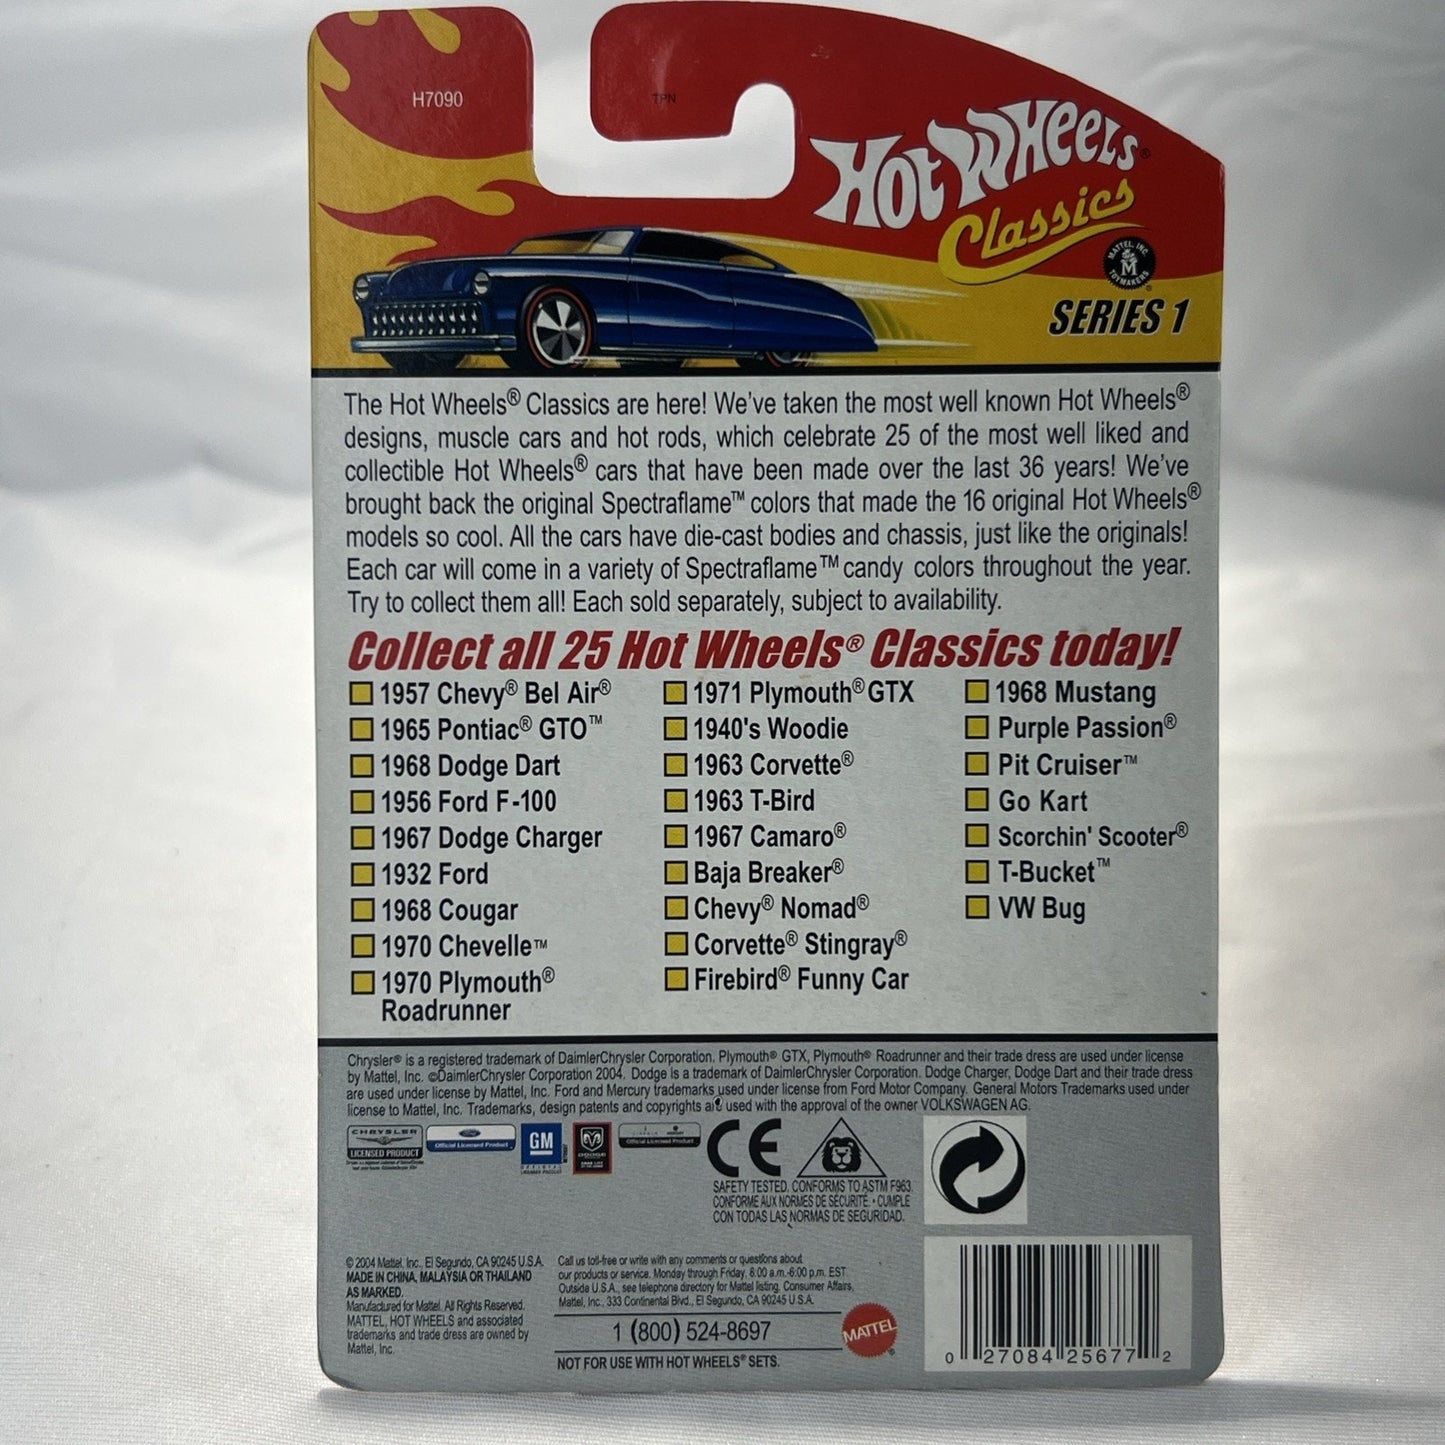 H7090
TPN
Hot Wheels®
Classics
MATTEL, INC.
M
TOYMAKERS
®
SERIES 1
The Hot Wheels® Classics are here! We've taken the most well known Hot Wheels®
designs, muscle cars and hot rods, which celebrate 25 of the most well liked and
collectible Hot Wheels® cars that have been made over the last 36 years! We've
brought back the original Spectraflame™ colors that made the 16 original Hot Wheels®
models so cool. All the cars have die-cast bodies and chassis, just like the originals!
Each car will come in a variety of Spectraflame™ candy colors throughout the year.
Try to collect them all! Each sold separately, subject to availability.
Collect all 25 Hot Wheels® Classics today!
1957 Chevy® Bel Air®
1965 Pontiac® GTO™
1968 Dodge Dart
1956 Ford F-100
1967 Dodge Charger
1932 Ford
1968 Cougar
1970 Chevelle™
1970 Plymouth®
Roadrunner
1971 Plymouth® GTX
1940's Woodie
1963 Corvette®
1963 T-Bird
1967 Camaro®
Baja Breaker®
Chevy® Nomad®
Corvette® Stingray®
Firebird® Funny Car
1968 Mustang
Purple Passion®
Pit Cruiser™
Go Kart
Scorchin' Scooter®
T-Bucket™
VW Bug
Chrysler® is a registered trademark of DaimlerChrysler Corporation. Plymouth® GTX, Plymouth® Roadrunner and their trade dress are used under license
by Mattel, Inc. ©DaimlerChrysler Corporation 2004. Dodge is a trademark of DaimlerChrysler Corporation. Dodge Charger, Dodge Dart and their trade dress
are used under license by Mattel, Inc. Ford and Mercury trademarks used under license from Ford Motor Company. General Motors Trademarks used under
license to Mattel, Inc. Trademarks, design patents and copyrights are used with the approval of the owner VOLKSWAGEN AG.
CHRYSLER
LICENSED PRODUCT
Ford
Official Licensed Product
GM
DODGE
Official Licensed Product
CE
SAFETY TESTED. CONFORMS TO ASTM F963.
CONFORME AUX NORMES DE SÉCURITÉ. • CUMPLE
CON TODAS LAS NORMAS DE SEGURIDAD.
© 2004 Mattel, Inc., El Segundo, CA 90245 U.S.A.
MADE IN CHINA, MALAYSIA OR THAILAND
AS MARKED.
Manufactured for Mattel. All Rights Reserved.
MATTEL, HOT WHEELS and associated
trademarks and trade dress are owned by
Mattel, Inc.
Call us toll-free or write with any comments or questions about
our products or service. Monday through Friday. 8:00 a.m.-6:00 p.m. EST.
Outside U.S.A., see telephone directory for Mattel listing. Consumer Affairs,
Mattel, Inc., 333 Continental Blvd., El Segundo, CA 90245 U.S.A.
1 (800) 524-8697
NOT FOR USE WITH HOT WHEELS® SETS.
MATTEL®
0 27084 25677 2